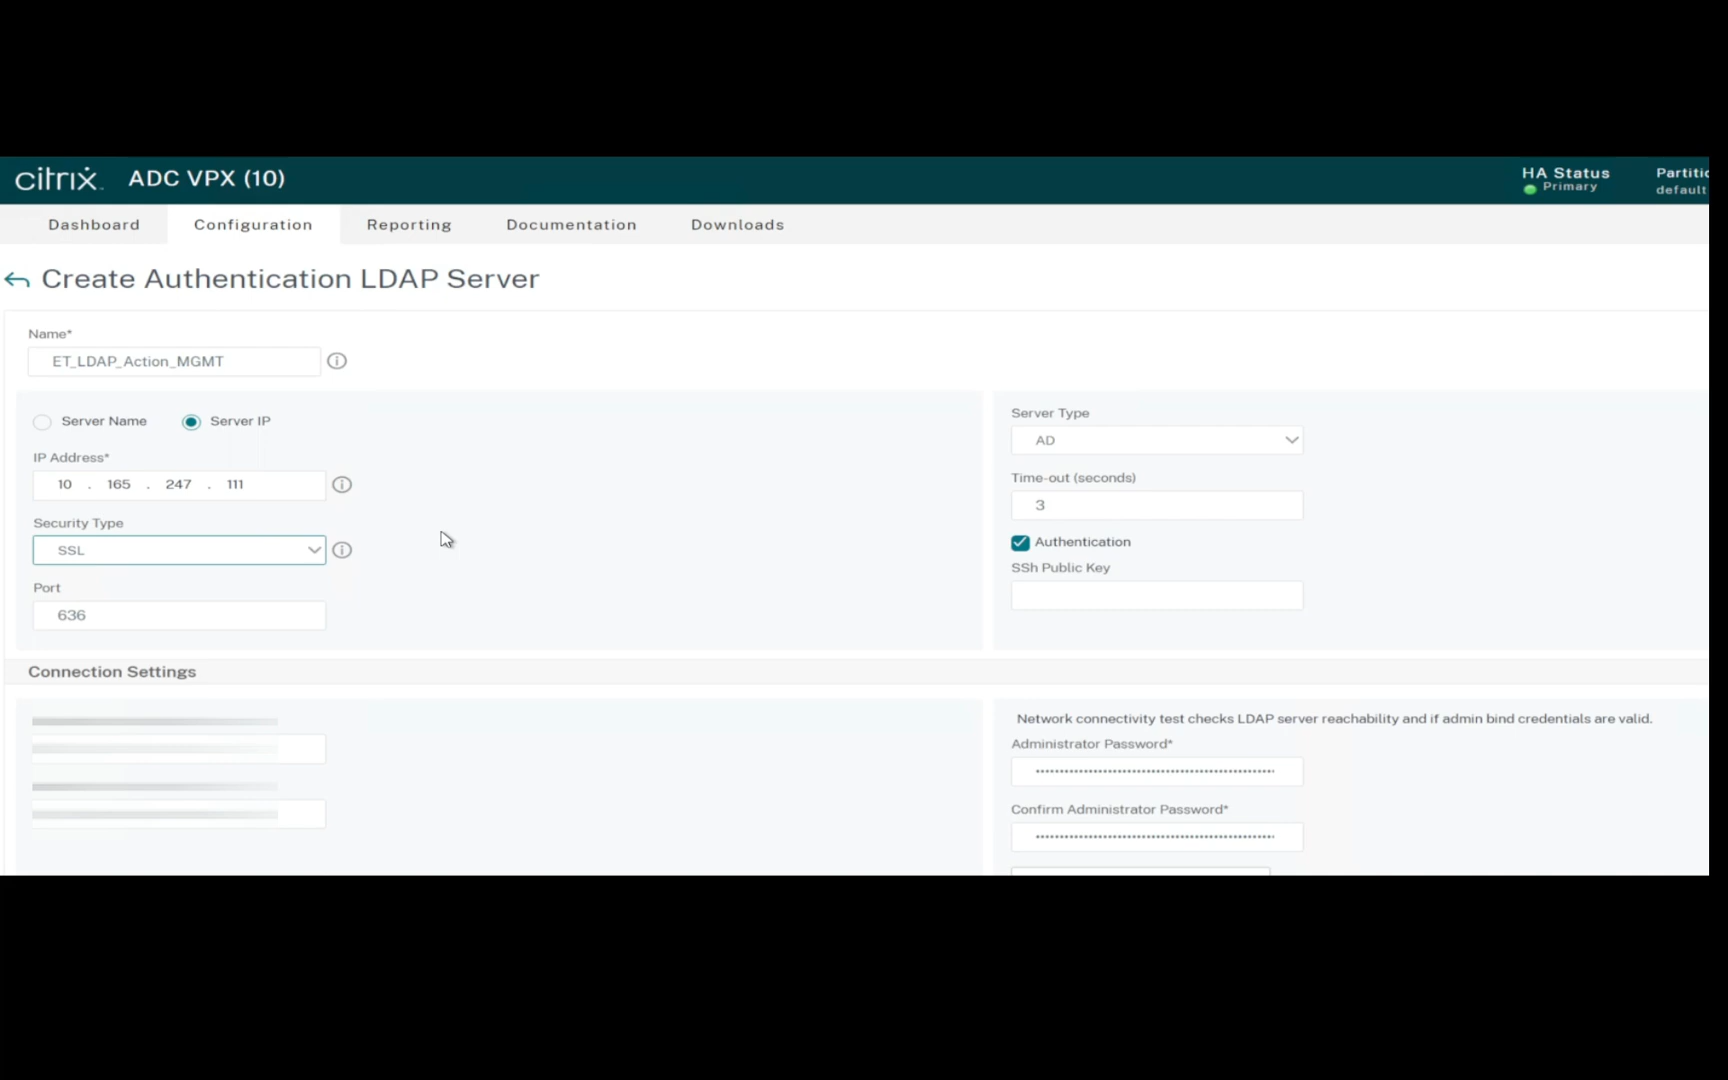 citrix ADC VPX (10)
HA Status
Primary
default
Dashboard Configuration Reporting Documentation Downloads
Create Authentication LDAP Server
Name*
ET_LDAP_Action_MGMT
Server Name Server IP
IP Address*
10 . 165 . 247 . 111
Security Type
SSL
Port
636
Server Type
AD
Time-out (seconds)
3
Authentication
SSh Public Key
Connection Settings
Network connectivity test checks LDAP server reachability and if admin bind credentials are valid.
Administrator Password*
Confirm Administrator Password*